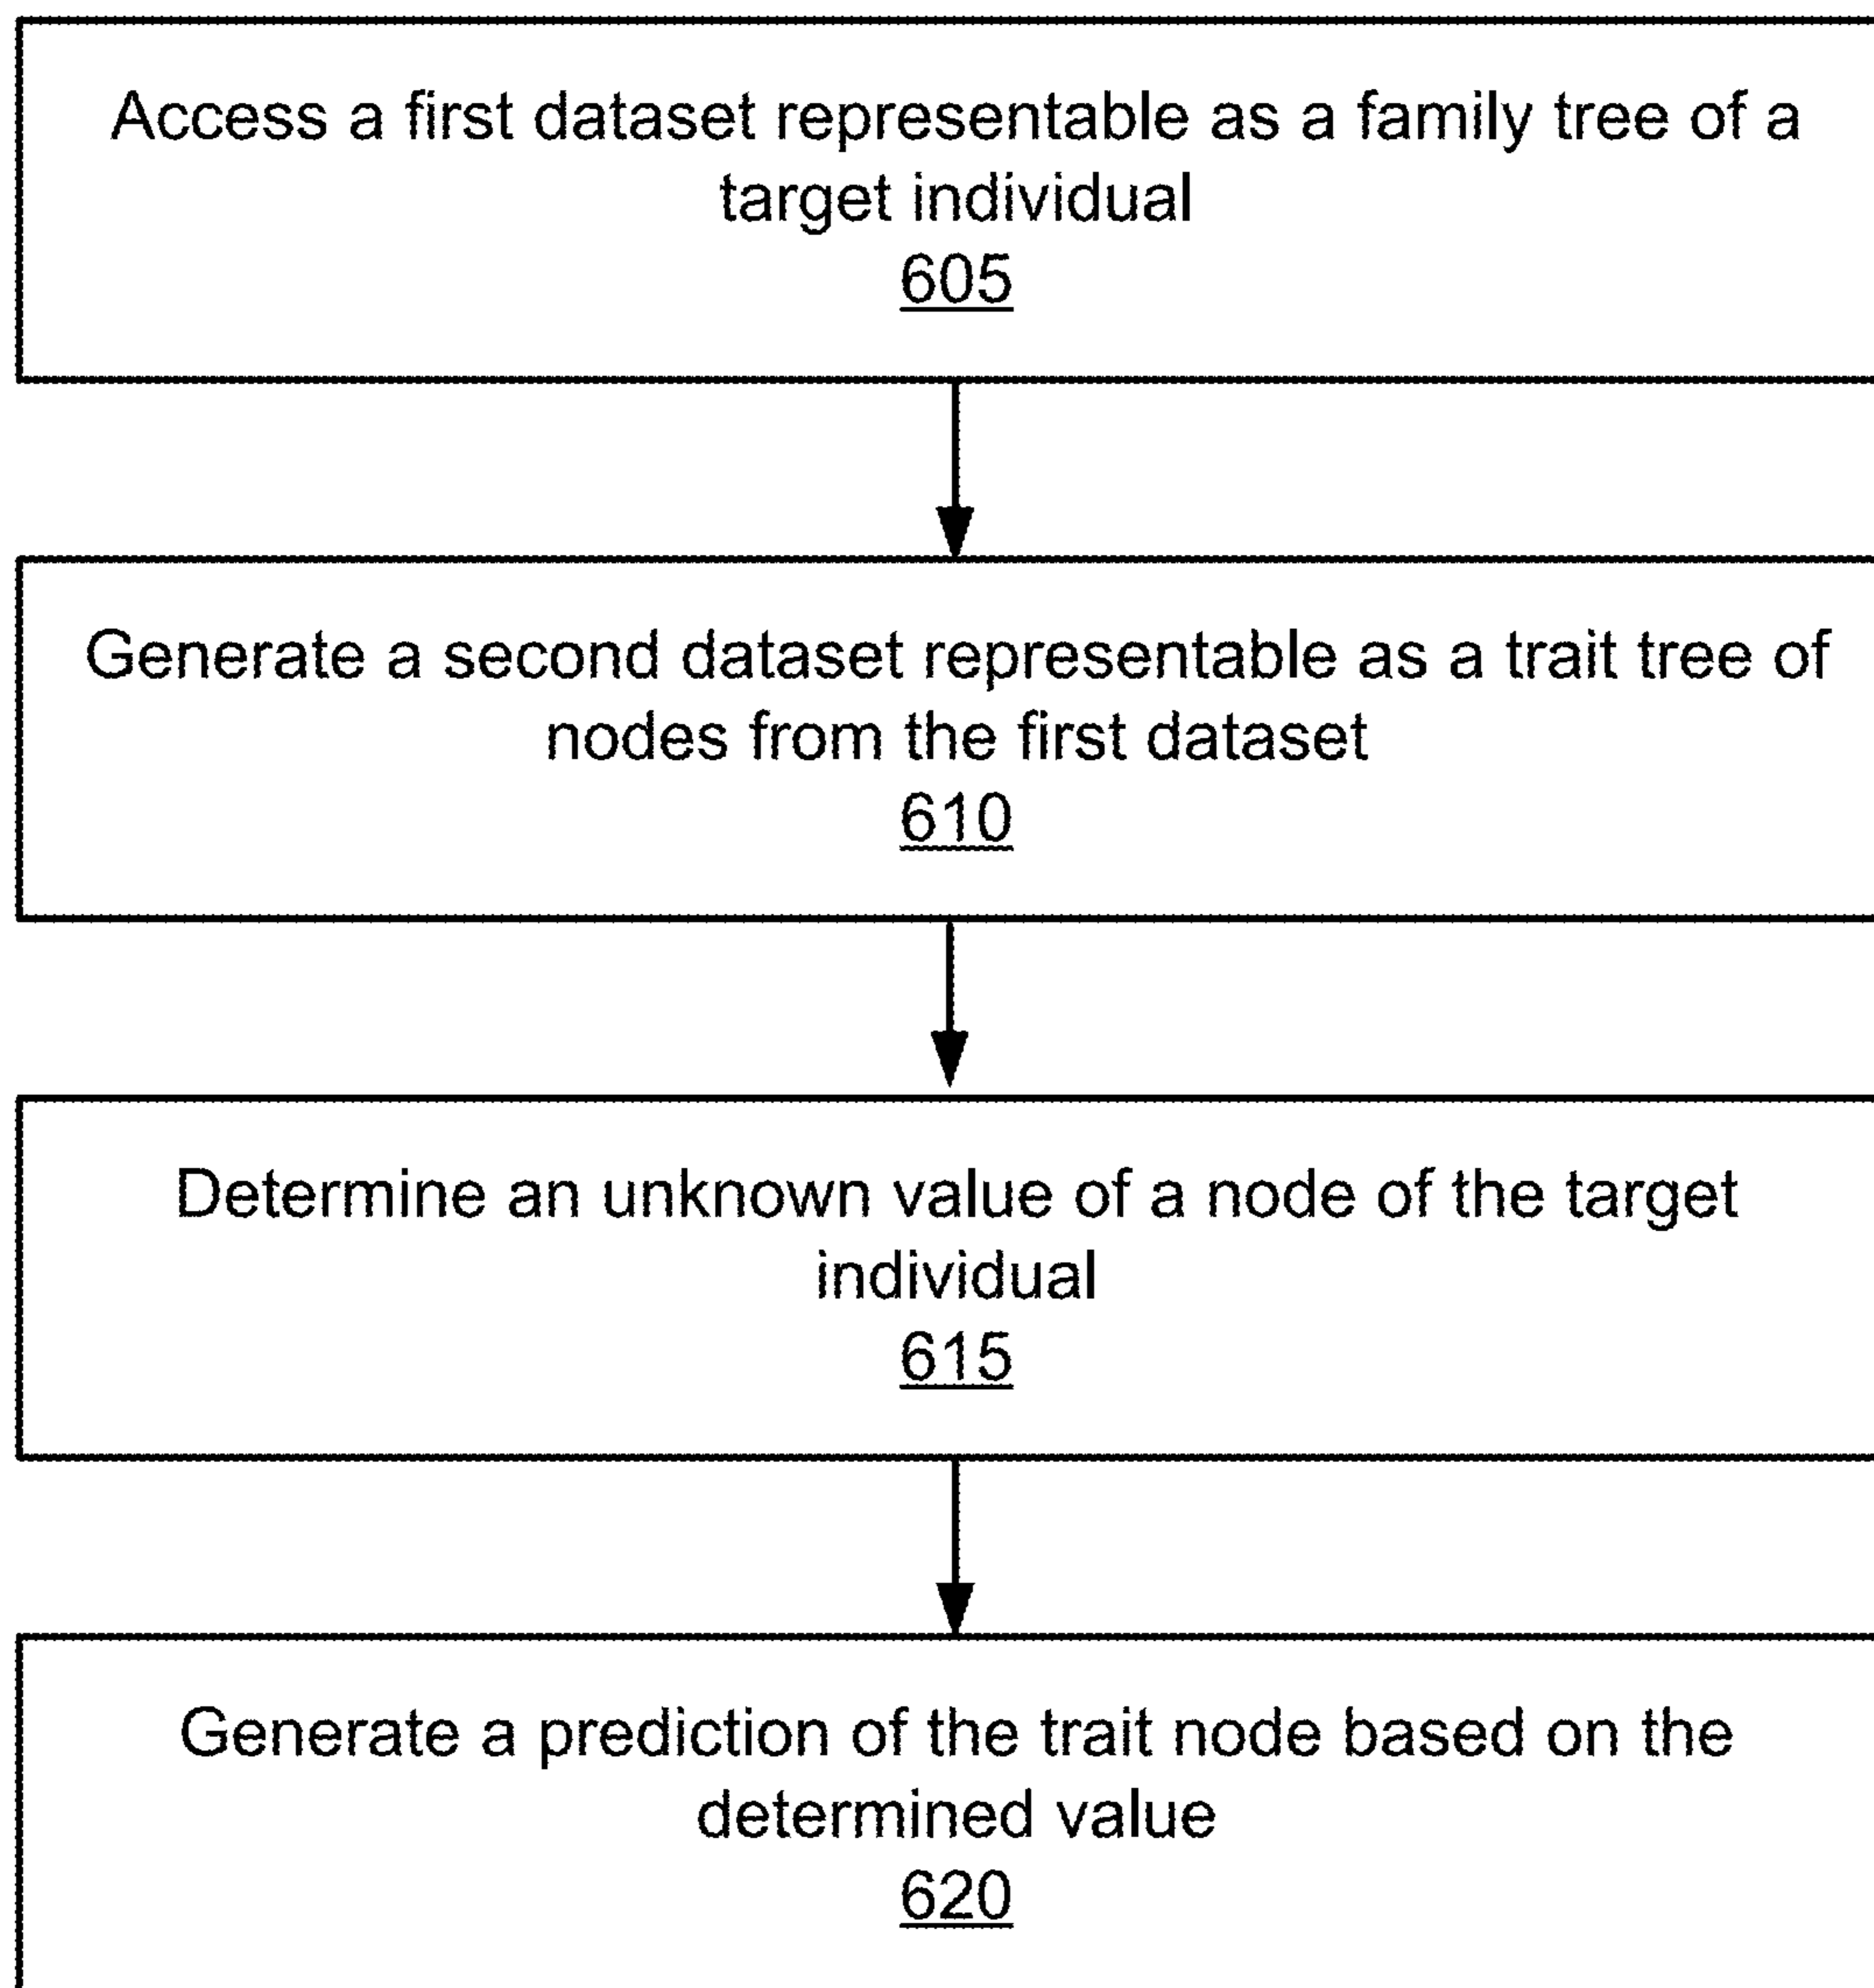 Access a first dataset representable as a family tree of a
target individual
605
Generate a second dataset representable as a trait tree of
nodes from the first dataset
610
Determine an unknown value of a node of the target
individual
615
Generate a prediction of the trait node based on the
determined value
620